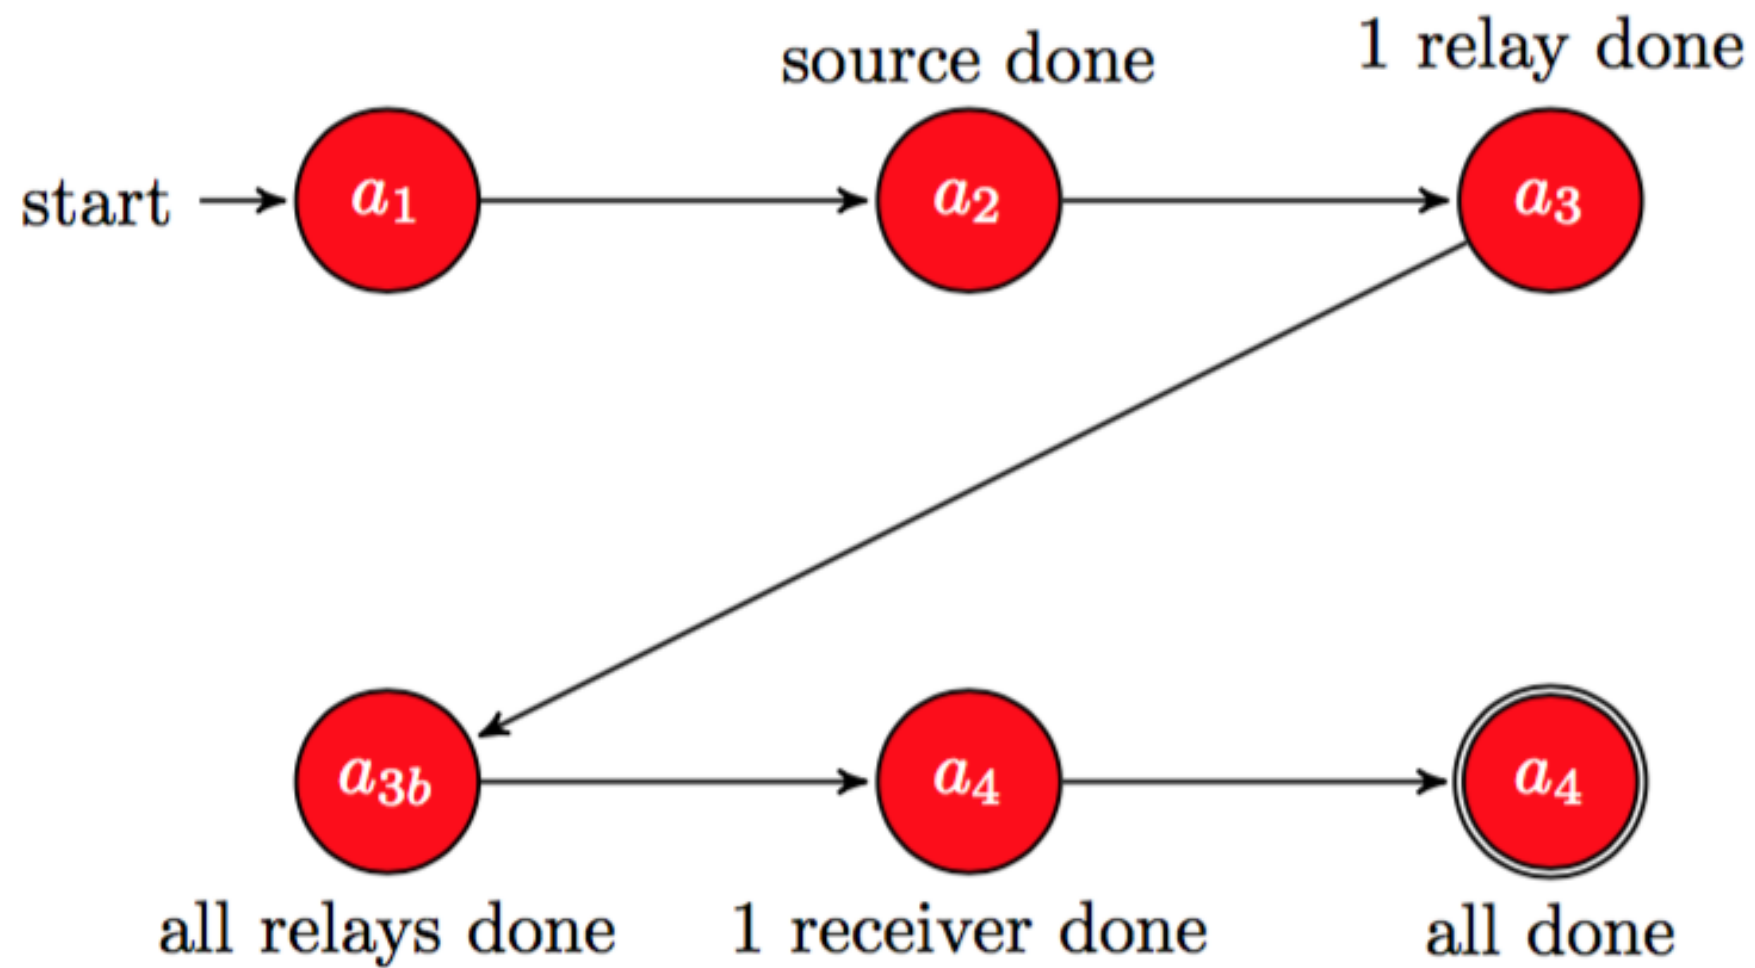 source done
1 relay done
start
a1
a2
a3
a3b
a4
a4
all relays done
1 receiver done
all done